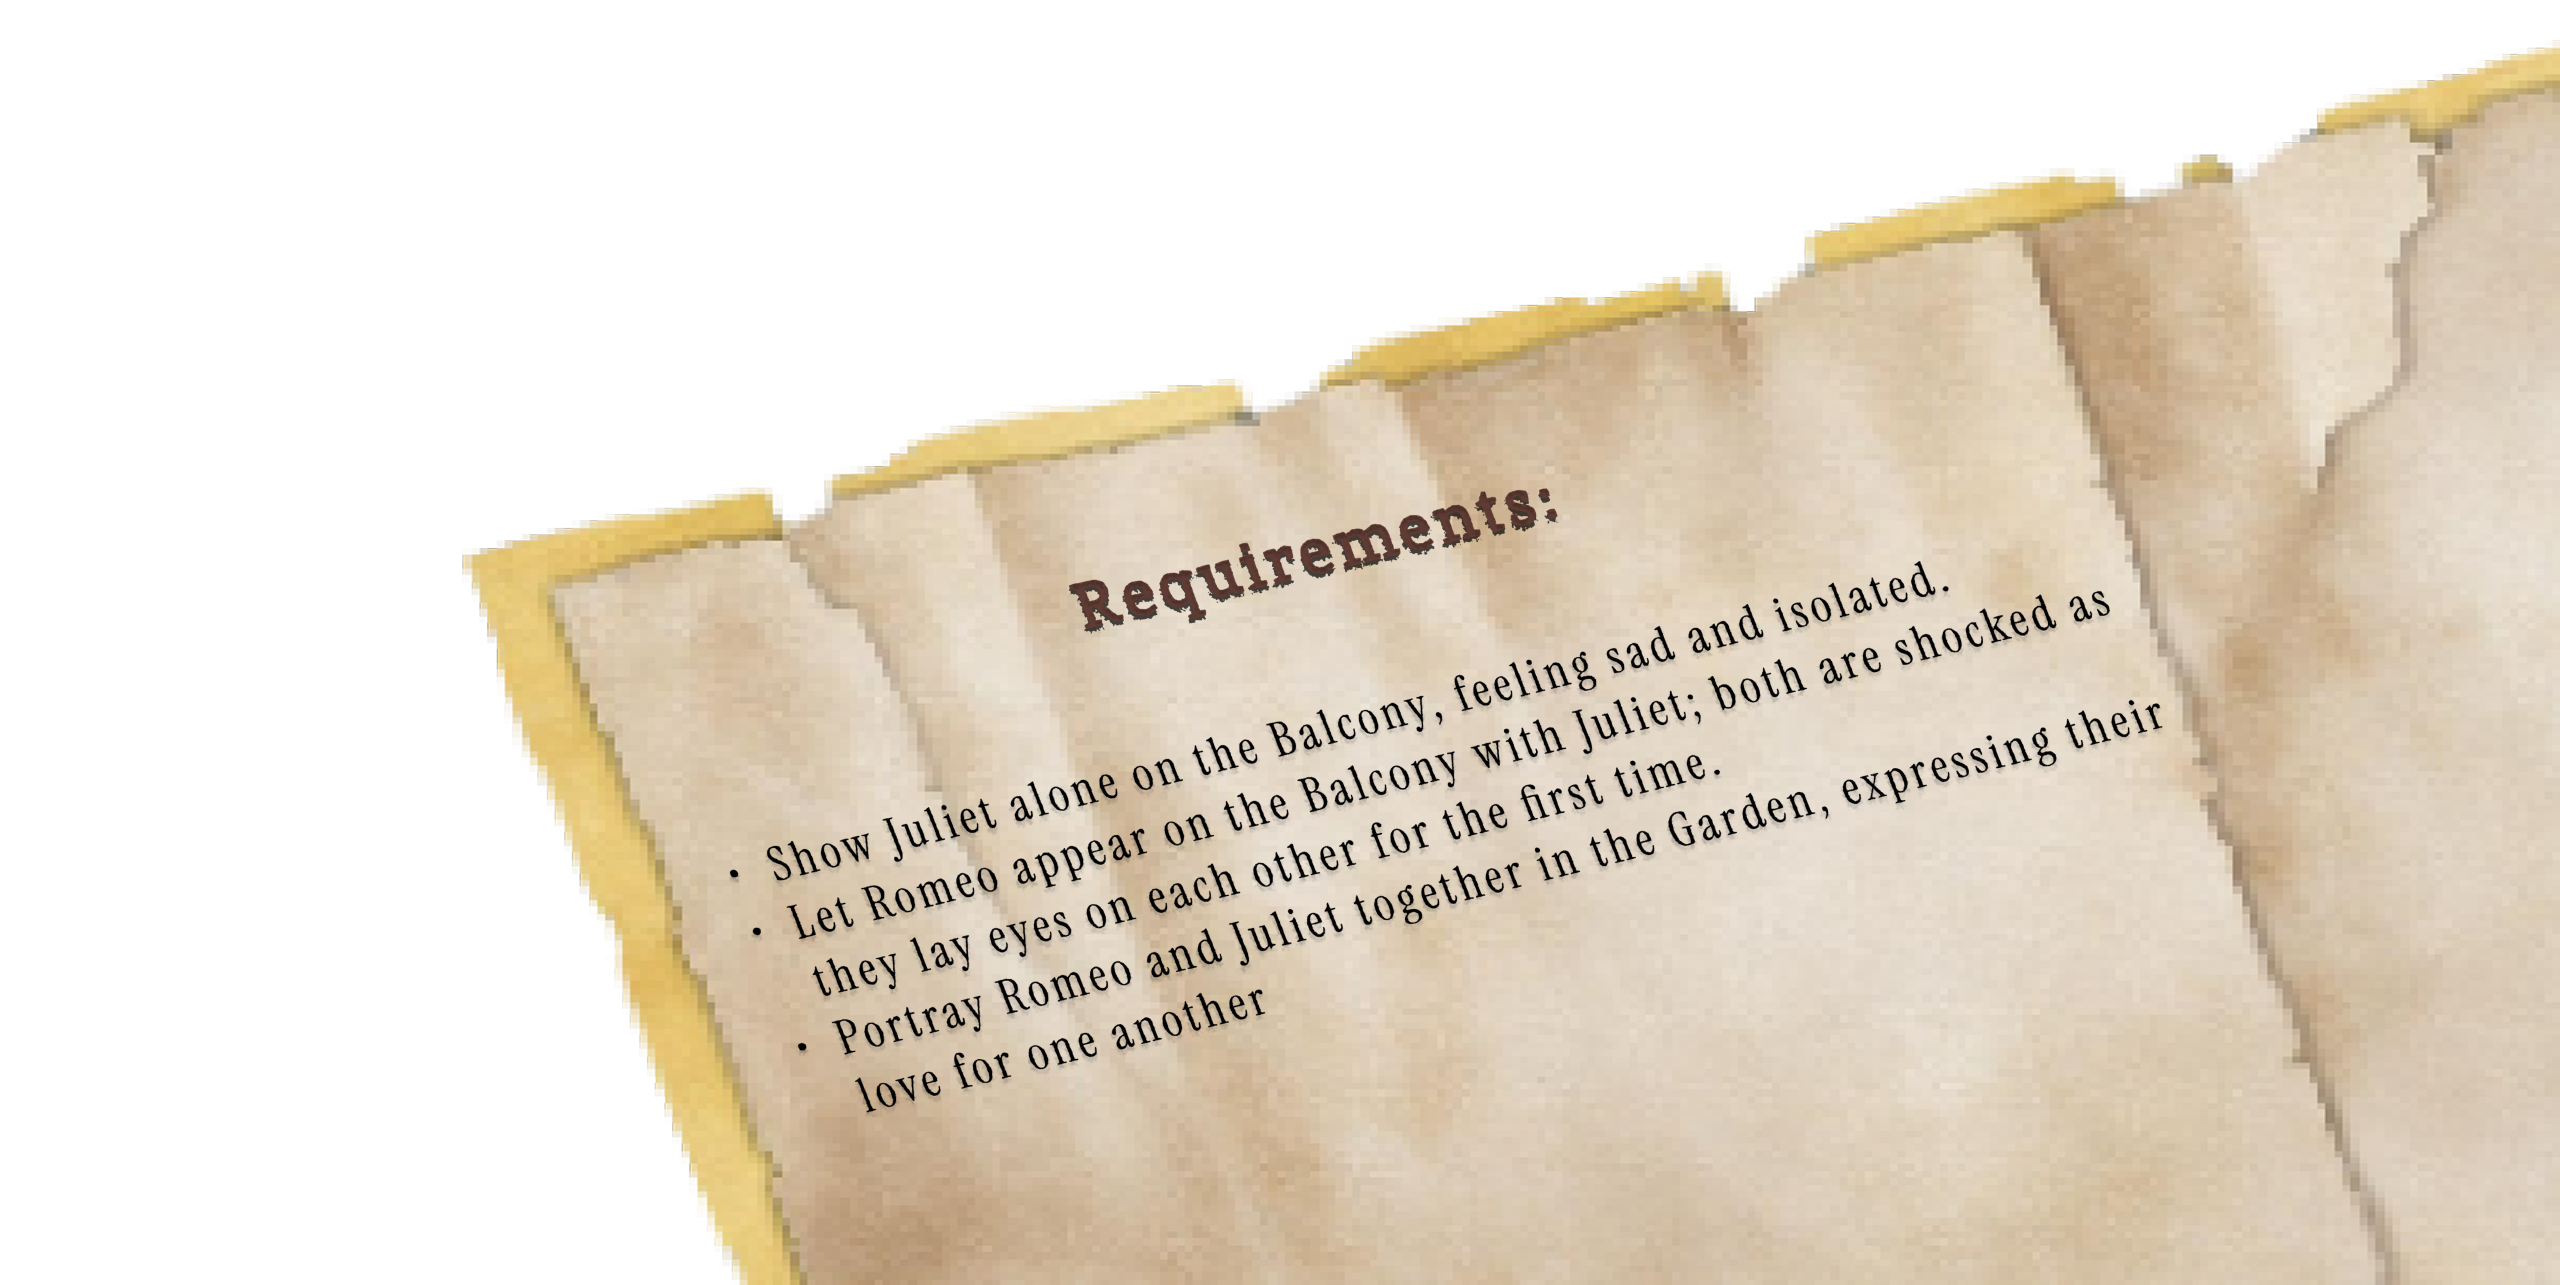 Requirements:
• Show Juliet alone on the Balcony, feeling sad and isolated.
• Let Romeo appear on the Balcony with Juliet; both are shocked as
they lay eyes on each other for the first time.
• Portray Romeo and Juliet together in the Garden, expressing their
love for one another